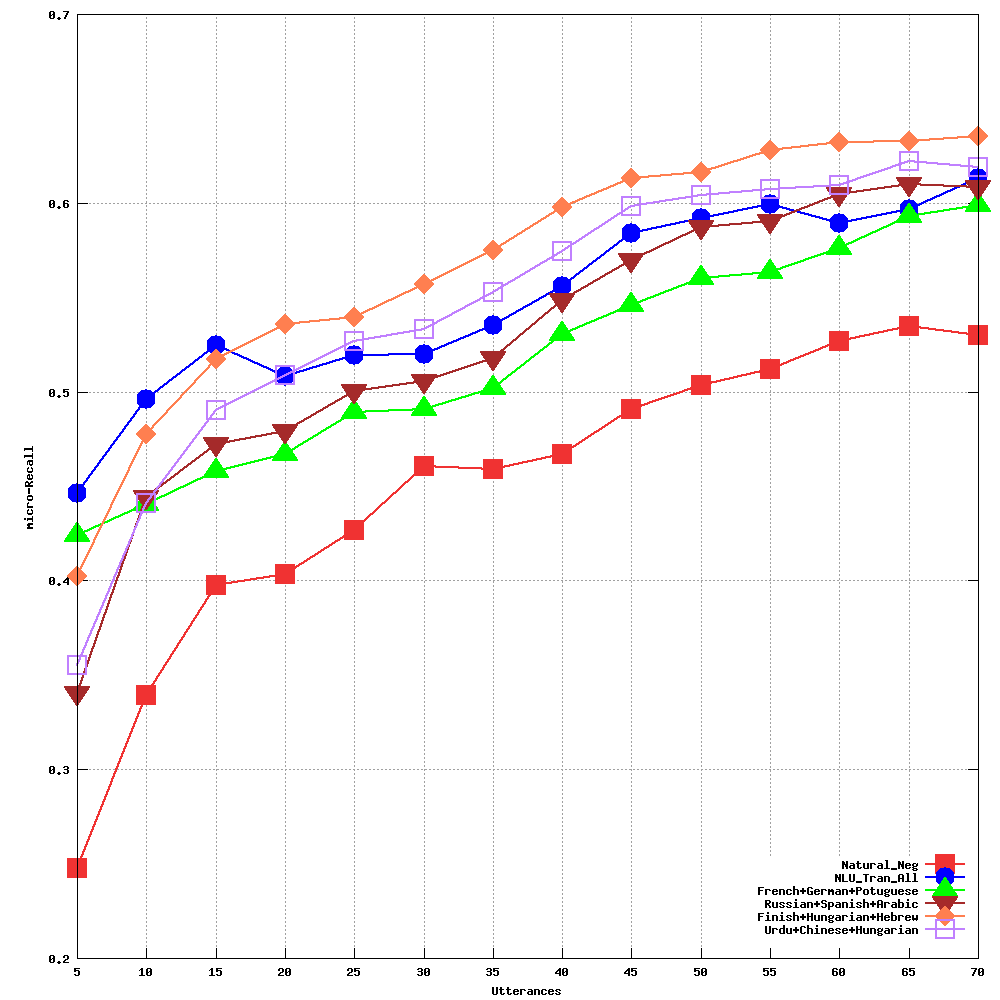 0.7
0.6
0.5
0.4
0.3
0.2
micro-Recall
5 10 15 20 25 30 35 40 45 50 55 60 65 70
Utterances
Natural_Neg
NLU_Tran_All
French+German+Potuguese
Russian+Spanish+Arabic
Finish+Hungarian+Hebrew
Urdu+Chinese+Hungarian